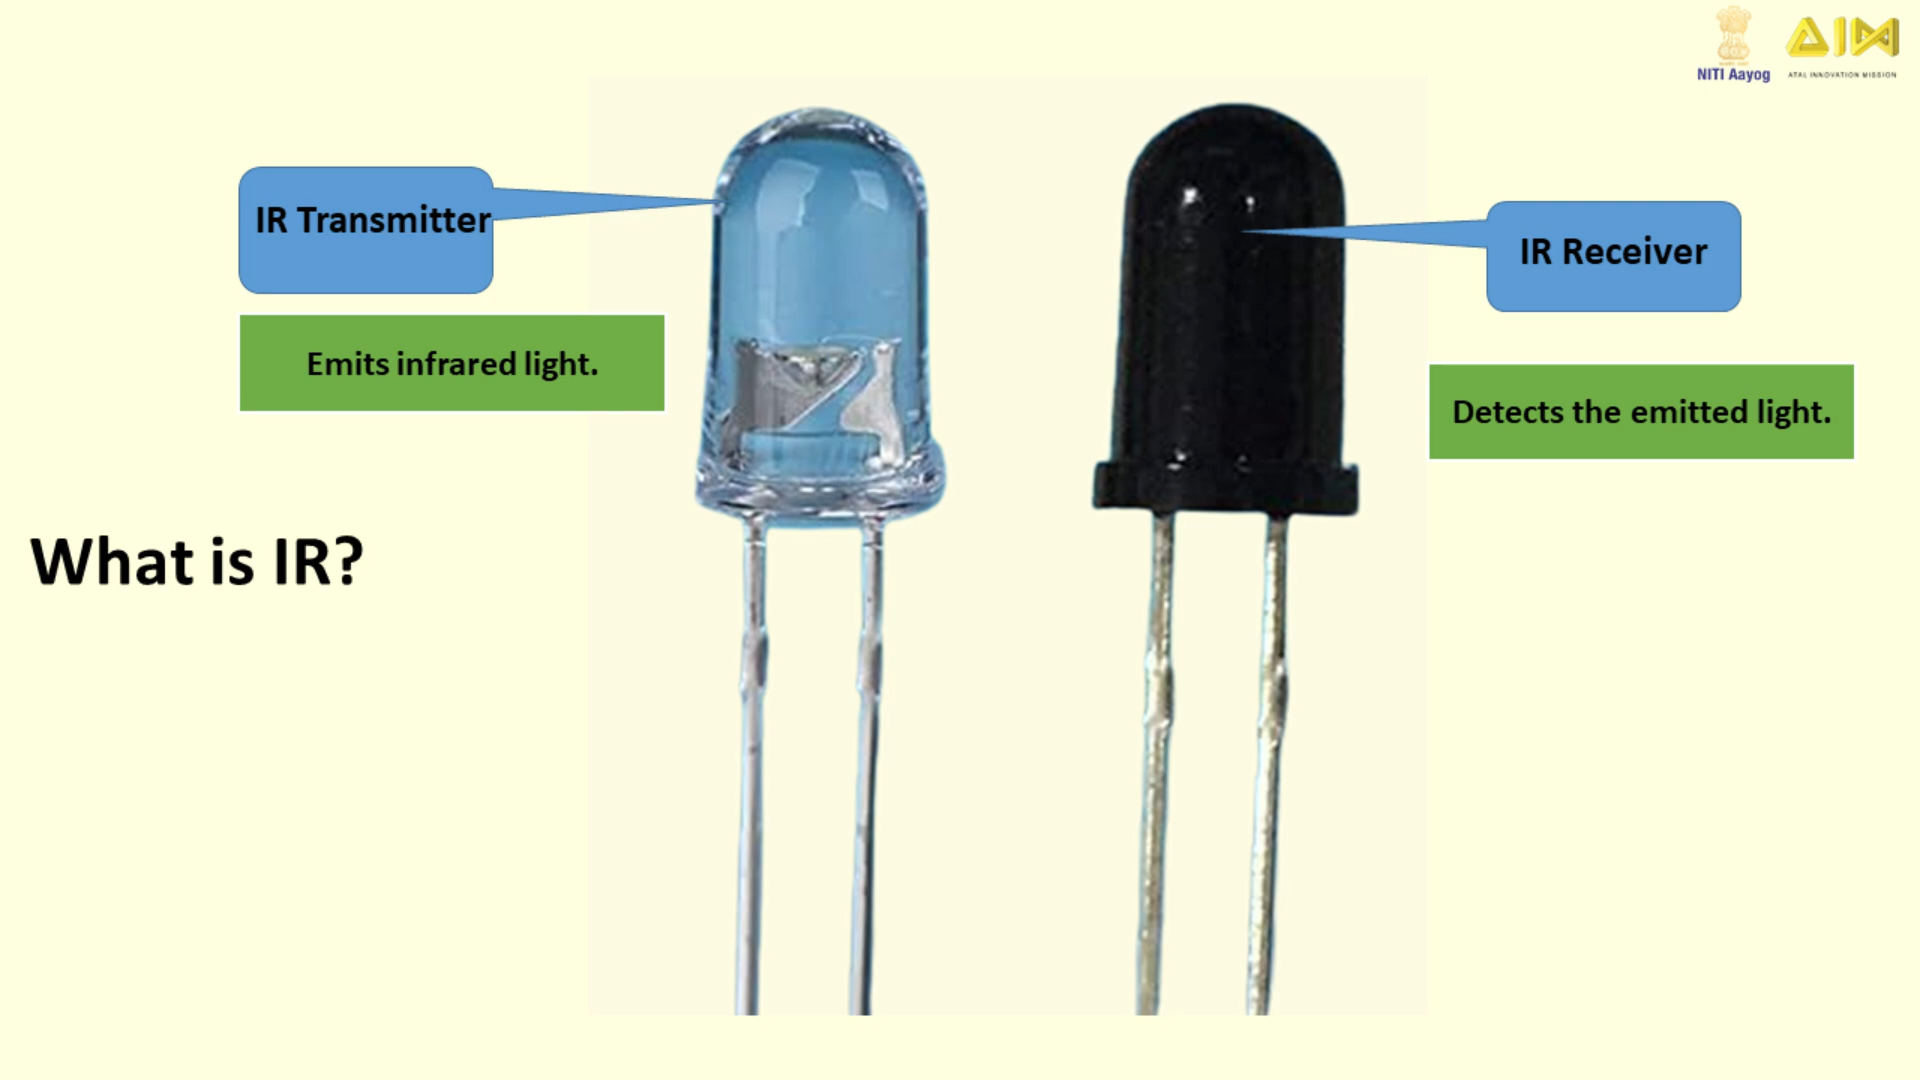 NITI Aayog
AIM
ATAL INNOVATION MISSION
IR Transmitter
IR Receiver
Emits infrared light.
Detects the emitted light.
What is IR?